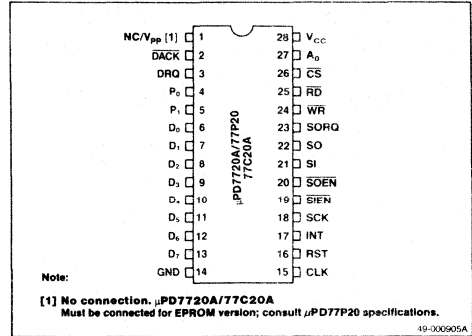 NC/VPP [1] 1 28 VCC
DACK 2 27 A0
DRQ 3 26 CS
P0 4 25 RD
P1 5 24 WR
D0 6 23 SORQ
D1 7 22 SO
D2 8 21 SI
D3 9 20 SOEN
D4 10 19 SIEN
D5 11 18 SCK
D6 12 17 INT
D7 13 16 RST
GND 14 15 CLK
μPD7720A/77P20
77C20A
Note:
[1] No connection. μPD7720A/77C20A
Must be connected for EPROM version; consult μPD77P20 specifications.
49-000905A